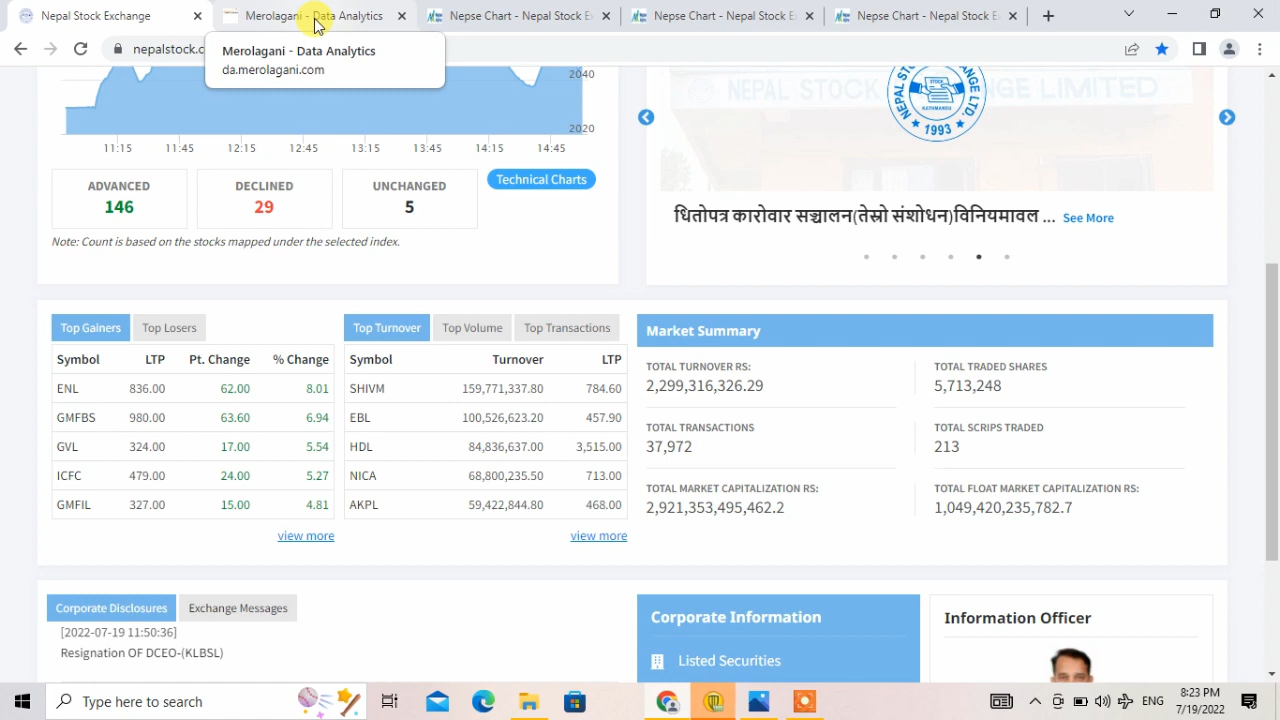 Nepal Stock Exchange
Merolagani - Data Analytics
Nepse Chart - Nepal Stock Ex
Nepse Chart - Nepal Stock Ex
Nepse Chart - Nepal Stock Ex
nepalstock.c
Merolagani - Data Analytics
da.merolagani.com
2040
2020
11:15 11:45 12:15 12:45 13:15 13:45 14:15 14:45
ADVANCED DECLINED UNCHANGED Technical Charts
146 29 5
Note: Count is based on the stocks mapped under the selected index.
NEPAL STOCK EXCHANGE LIMITED
NEPAL STOCK EXCHANGE LTD.
STOCK
KATHMANDU
1993
धितोपत्र कारोवार सञ्चालन(तेस्रो संशोधन)विनियमावल ... See More
Top Gainers Top Losers
Symbol LTP Pt. Change % Change
ENL 836.00 62.00 8.01
GMFBS 980.00 63.60 6.94
GVL 324.00 17.00 5.54
ICFC 479.00 24.00 5.27
GMFIL 327.00 15.00 4.81
view more
Top Turnover Top Volume Top Transactions
Symbol Turnover LTP
SHIVM 159,771,337.80 784.60
EBL 100,526,623.20 457.90
HDL 84,836,637.00 3,515.00
NICA 68,800,235.50 713.00
AKPL 59,422,844.80 468.00
view more
Market Summary
TOTAL TURNOVER RS: TOTAL TRADED SHARES
2,299,316,326.29 5,713,248
TOTAL TRANSACTIONS TOTAL SCRIPS TRADED
37,972 213
TOTAL MARKET CAPITALIZATION RS: TOTAL FLOAT MARKET CAPITALIZATION RS:
2,921,353,495,462.2 1,049,420,235,782.7
Corporate Disclosures Exchange Messages
[2022-07-19 11:50:36]
Resignation OF DCEO-(KLBSL)
Corporate Information
Listed Securities
Information Officer
Type here to search
ENG
8:23 PM
7/19/2022